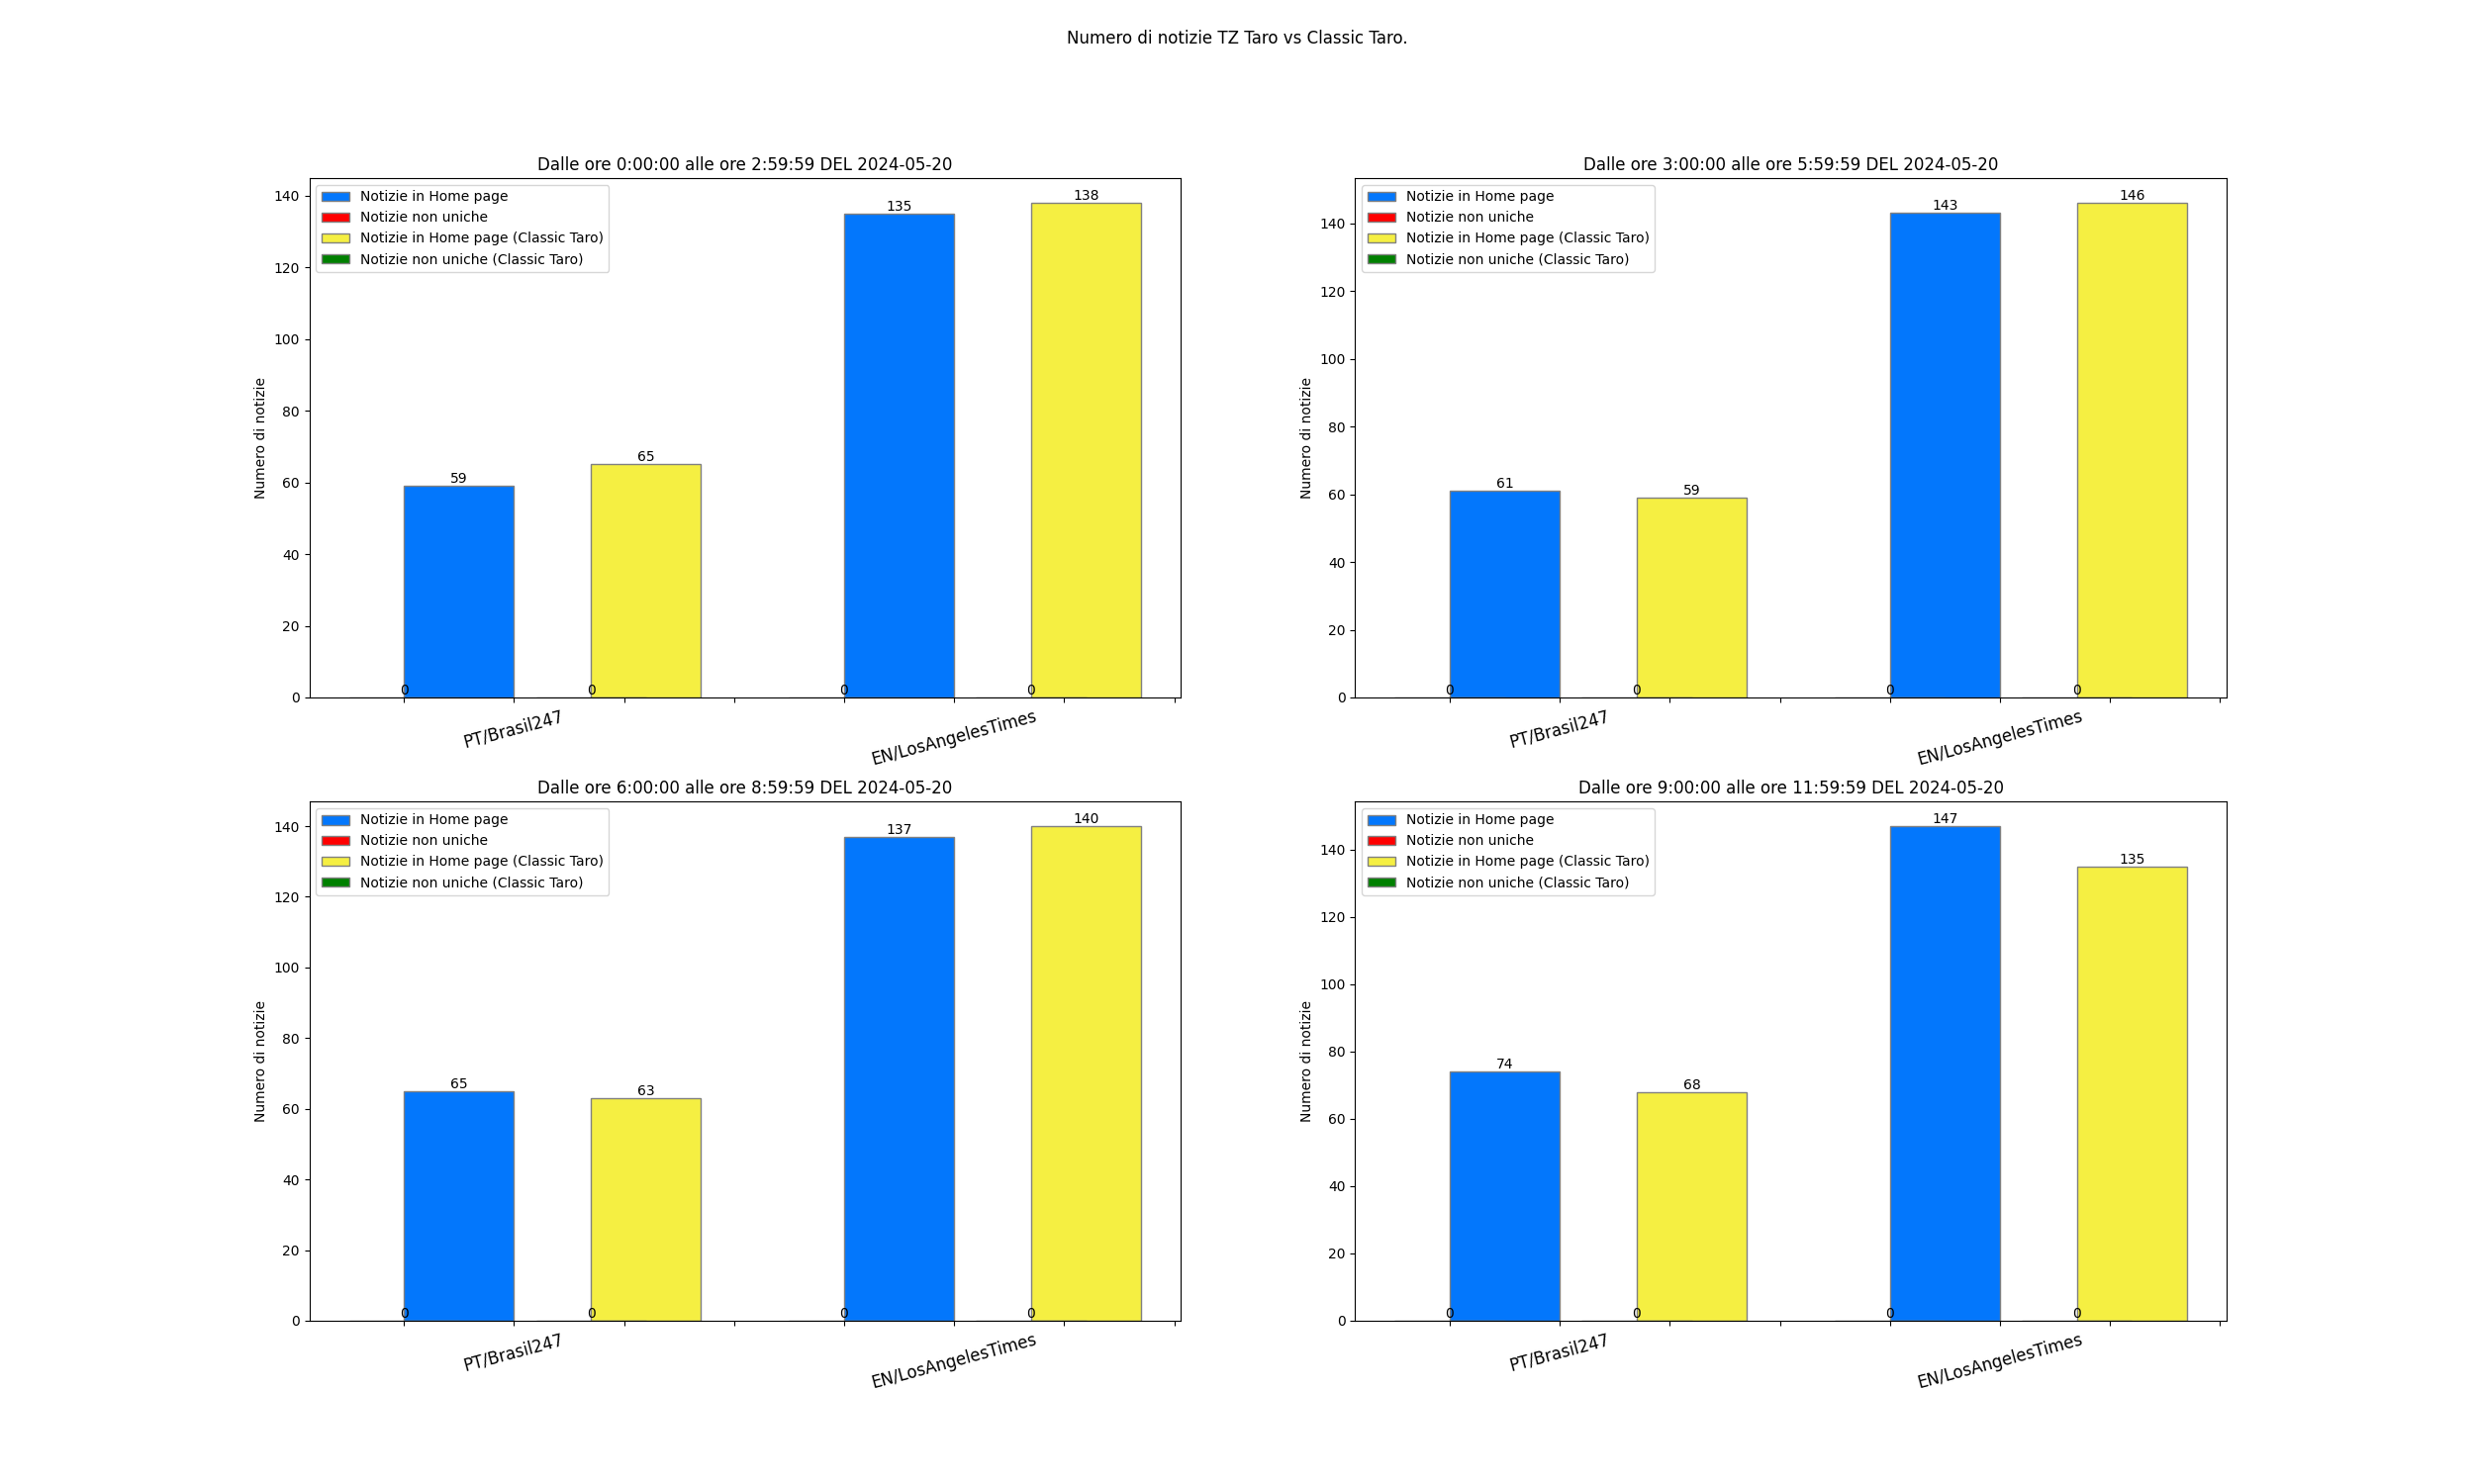 Numero di notizie TZ Taro vs Classic Taro.
Dalle ore 0:00:00 alle ore 2:59:59 DEL 2024-05-20
Notizie in Home page
Notizie non uniche
Notizie in Home page (Classic Taro)
Notizie non uniche (Classic Taro)
Numero di notizie
140
120
100
80
60
40
20
0
59
65
135
138
0
0
0
0
PT/Brasil247
EN/LosAngelesTimes
Dalle ore 3:00:00 alle ore 5:59:59 DEL 2024-05-20
Notizie in Home page
Notizie non uniche
Notizie in Home page (Classic Taro)
Notizie non uniche (Classic Taro)
Numero di notizie
140
120
100
80
60
40
20
0
61
59
143
146
0
0
0
0
PT/Brasil247
EN/LosAngelesTimes
Dalle ore 6:00:00 alle ore 8:59:59 DEL 2024-05-20
Notizie in Home page
Notizie non uniche
Notizie in Home page (Classic Taro)
Notizie non uniche (Classic Taro)
Numero di notizie
140
120
100
80
60
40
20
0
65
63
137
140
0
0
0
0
PT/Brasil247
EN/LosAngelesTimes
Dalle ore 9:00:00 alle ore 11:59:59 DEL 2024-05-20
Notizie in Home page
Notizie non uniche
Notizie in Home page (Classic Taro)
Notizie non uniche (Classic Taro)
Numero di notizie
140
120
100
80
60
40
20
0
74
68
147
135
0
0
0
0
PT/Brasil247
EN/LosAngelesTimes